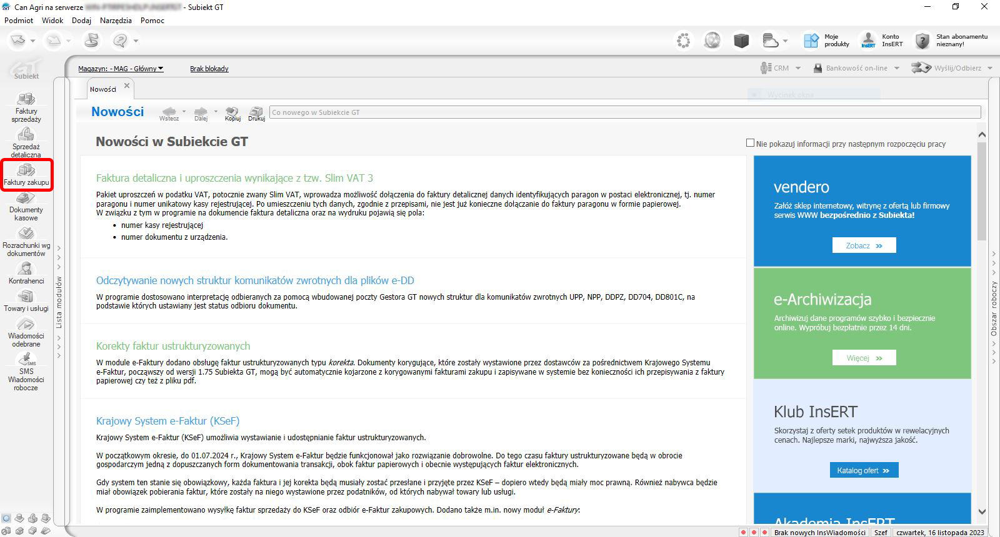 Can Agri na serwerze - Subiekt GT
Podmiot Widok Dodaj Narzędzia Pomoc
Moje produkty
Konto InsERT
Stan abonamentu nieznany!
GT
Subiekt
Magazyn: - MAG - Główny
Brak blokady
CRM
Bankowość on-line
Wyślij/Odbierz
Nowości
Wycinek okna
Faktury sprzedaży
Sprzedaż detaliczna
Faktury zakupu
Dokumenty kasowe
Rozrachunki wg dokumentów
Kontrahenci
Towary i usługi
Wiadomości odebrane
SMS
SMS Wiadomości robocze
Lista modułów
Nowości
Wstecz
Dalej
Kopiuj
Drukuj
Co nowego w Subiekcie GT
Nowości w Subiekcie GT
Nie pokazuj informacji przy następnym rozpoczęciu pracy
Faktura detaliczna i uproszczenia wynikające z tzw. Slim VAT 3
Pakiet uproszczeń w podatku VAT, potocznie zwany Slim VAT, wprowadza możliwość dołączenia do faktury detalicznej danych identyfikujących paragon w postaci elektronicznej, tj. numer
paragonu i numer unikatowy kasy rejestrującej. Po umieszczeniu tych danych, zgodnie z przepisami, nie jest już konieczne dołączanie do faktury paragonu w formie papierowej.
W związku z tym w programie na dokumencie faktura detaliczna oraz na wydruku pojawią się pola:
• numer kasy rejestrującej
• numer dokumentu z urządzenia.
Odczytywanie nowych struktur komunikatów zwrotnych dla plików e-DD
W programie dostosowano interpretację odbieranych za pomocą wbudowanej poczty Gestora GT nowych struktur dla komunikatów zwrotnych UPP, NPP, DDPZ, DD704, DD801C, na
podstawie których ustawiany jest status odbioru dokumentu.
Korekty faktur ustrukturyzowanych
W module e-Faktury dodano obsługę faktur ustrukturyzowanych typu korekta. Dokumenty korygujące, które zostały wystawione przez dostawców za pośrednictwem Krajowego Systemu
e-Faktur, począwszy od wersji 1.75 Subiekta GT, mogą być automatycznie kojarzone z korygowanymi fakturami zakupu i zapisywane w systemie bez konieczności ich przepisywania z faktury
papierowej czy też z pliku pdf.
Krajowy System e-Faktur (KSeF)
Krajowy System e-Faktur (KSeF) umożliwia wystawianie i udostępnianie faktur ustrukturyzowanych.
W początkowym okresie, do 01.07.2024 r., Krajowy System e-Faktur będzie funkcjonował jako rozwiązanie dobrowolne. Do tego czasu faktury ustrukturyzowane będą w obrocie
gospodarczym jedną z dopuszczanych form dokumentowania transakcji, obok faktur papierowych i obecnie występujących faktur elektronicznych.
Gdy system ten stanie się obowiązkowy, każda faktura i jej korekta będą musiały zostać przesłane i przyjęte przez KSeF – dopiero wtedy będą miały moc prawną. Również nabywca będzie
miał obowiązek pobierania faktur, które zostały na niego wystawione przez podatników, od których nabywał towary lub usługi.
W programie zaimplementowano wysyłkę faktur sprzedaży do KSeF oraz odbiór e-Faktur zakupowych. Dodano także m.in. nowy moduł e-Faktury:
vendero
Załóż sklep internetowy, witrynę z ofertą lub firmowy
serwis WWW bezpośrednio z Subiekta!
Zobacz »
e-Archiwizacja
Archiwizuj dane programów szybko i bezpiecznie
online. Wypróbuj bezpłatnie przez 14 dni.
Więcej »
Klub InsERT
Skorzystaj z oferty setek produktów w rewelacyjnych
cenach. Najlepsze marki, najwyższa jakość.
Katalog ofert »
Akademia InsERT
Obszar roboczy
Brak nowych InsWiadomości
Szef
czwartek, 16 listopada 2023